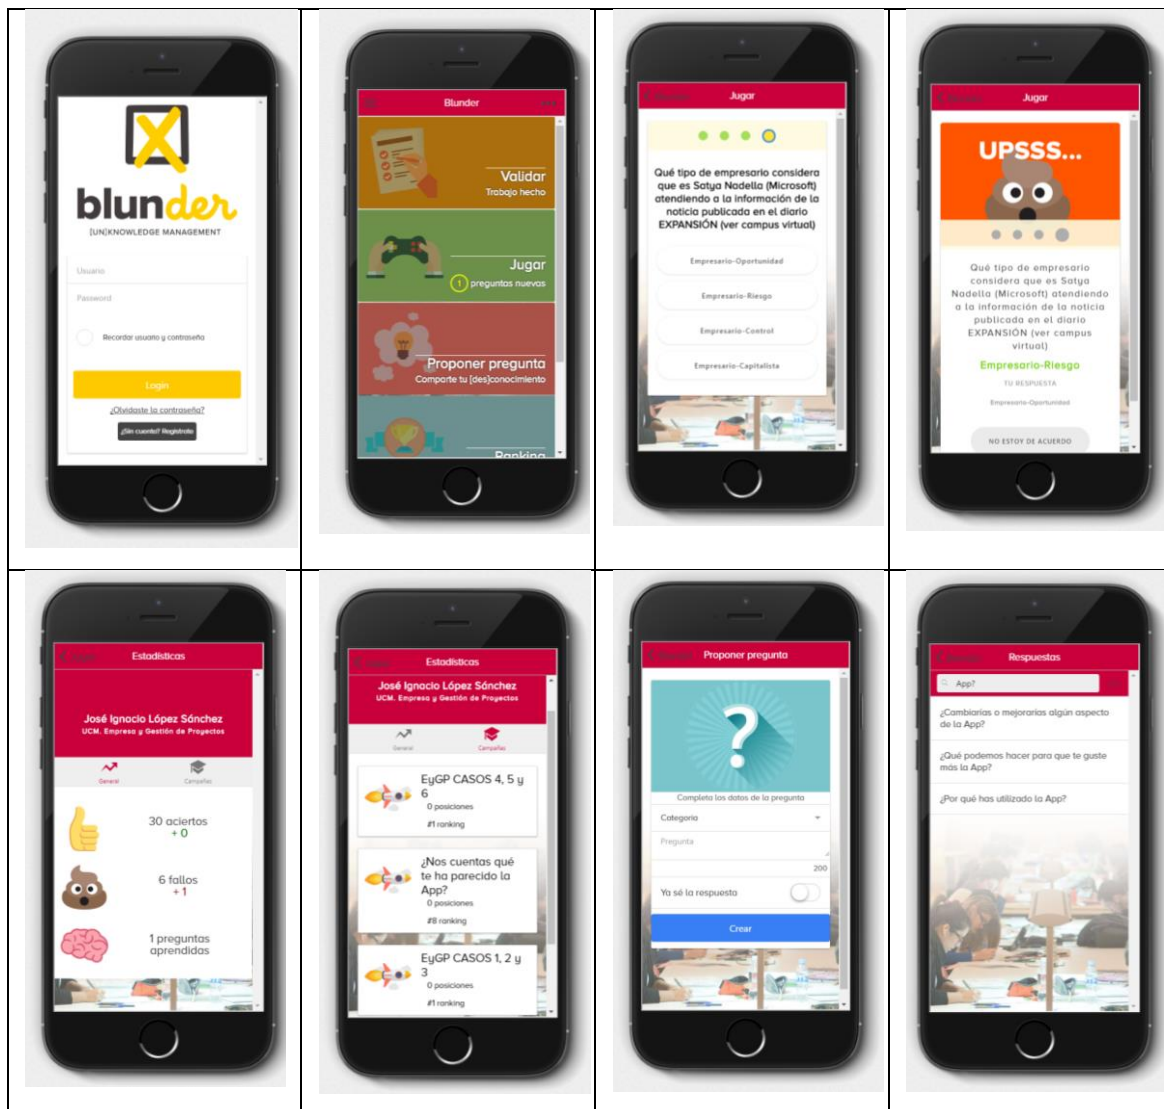 blunder
[UN]KNOWLEDGE MANAGEMENT
Usuario
Password
Recordar usuario y contraseña
Login
¿Olvidaste la contraseña?
¿Sin cuenta? Regístrate
Blunder
Validar
Trabajo hecho
Jugar
1 preguntas nuevas
Proponer pregunta
Comparte tu [des]conocimiento
Ranking
Jugar
Qué tipo de empresario considera
que es Satya Nadella (Microsoft)
atendiendo a la información de la
noticia publicada en el diario
EXPANSIÓN (ver campus virtual)
Empresario-Oportunidad
Empresario-Riesgo
Empresario-Control
Empresario-Capitalista
Jugar
UPSSS...
Qué tipo de empresario
considera que es Satya
Nadella (Microsoft) atendiendo
a la información de la noticia
publicada en el diario
EXPANSIÓN (ver campus
virtual)
Empresario-Riesgo
TU RESPUESTA
Empresario-Oportunidad
NO ESTOY DE ACUERDO
Estadísticas
José Ignacio López Sánchez
UCM, Empresa y Gestión de Proyectos
General
Campañas
30 aciertos
+ 0
6 fallos
+ 1
1 preguntas
aprendidas
Estadísticas
José Ignacio López Sánchez
UCM, Empresa y Gestión de Proyectos
General
Campañas
EyGP CASOS 4, 5 y
6
0 posiciones
#1 ranking
¿Nos cuentas qué
te ha parecido la
App?
0 posiciones
#8 ranking
EyGP CASOS 1, 2 y
3
0 posiciones
#1 ranking
Proponer pregunta
?
Completa los datos de la pregunta
Categoria
Pregunta
200
Ya sé la respuesta
Crear
Respuestas
App?
¿Cambiarías o mejorarías algún aspecto
de la App?
¿Qué podemos hacer para que te guste
más la App?
¿Por qué has utilizado la App?